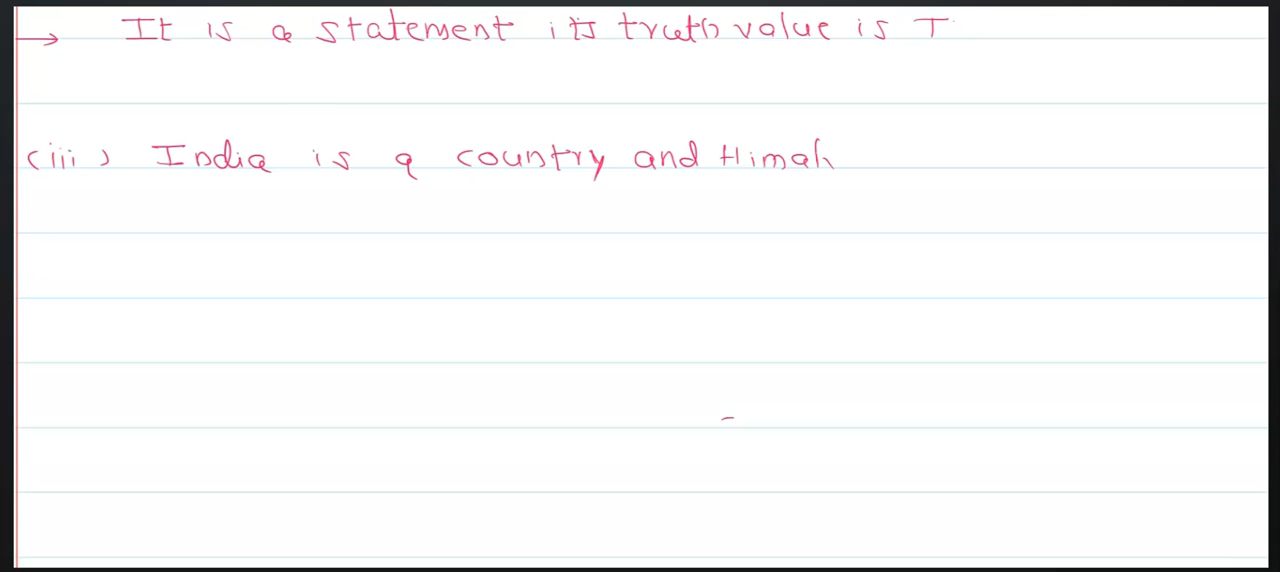 → It is a statement its truth value is T
(iii) India is a country and Himah